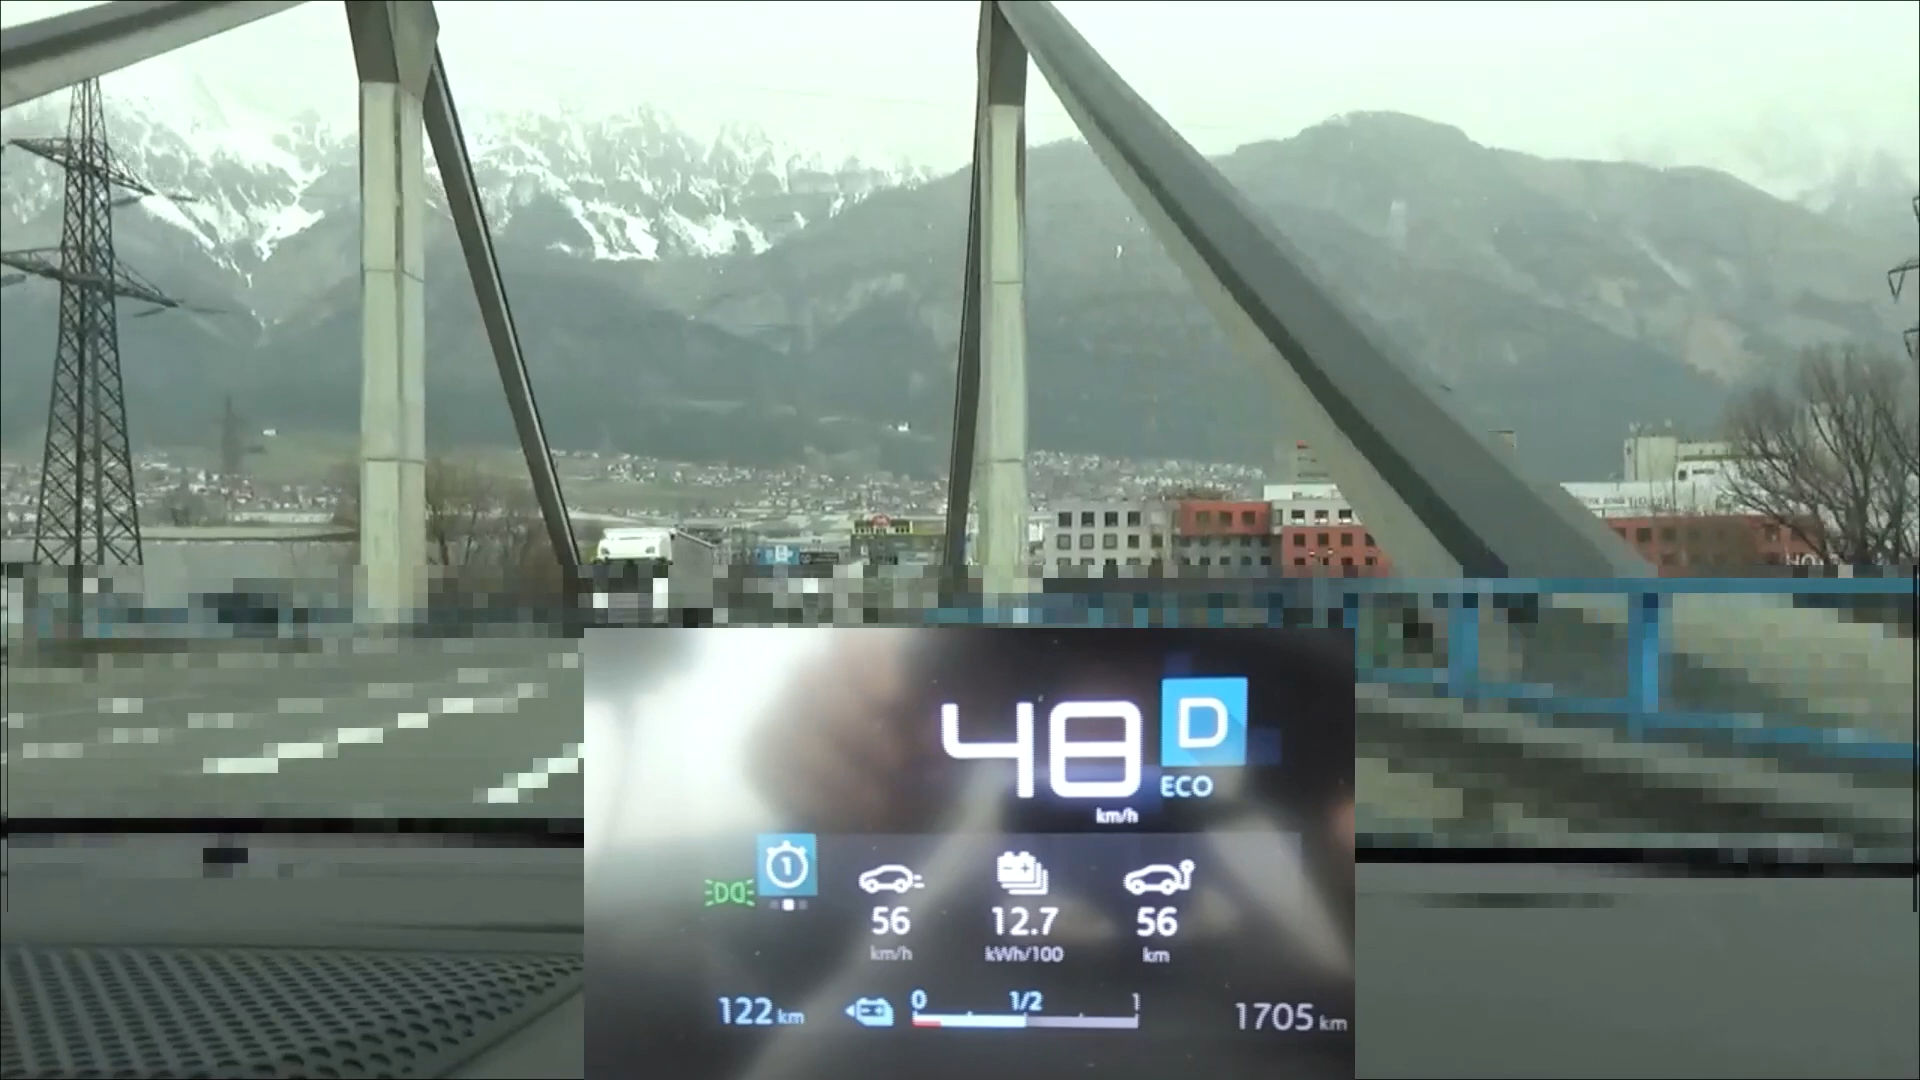 48 D
ECO
km/h
1
56 12.7 56
km/h kWh/100 km
0 1/2 1
122 km 1705 km